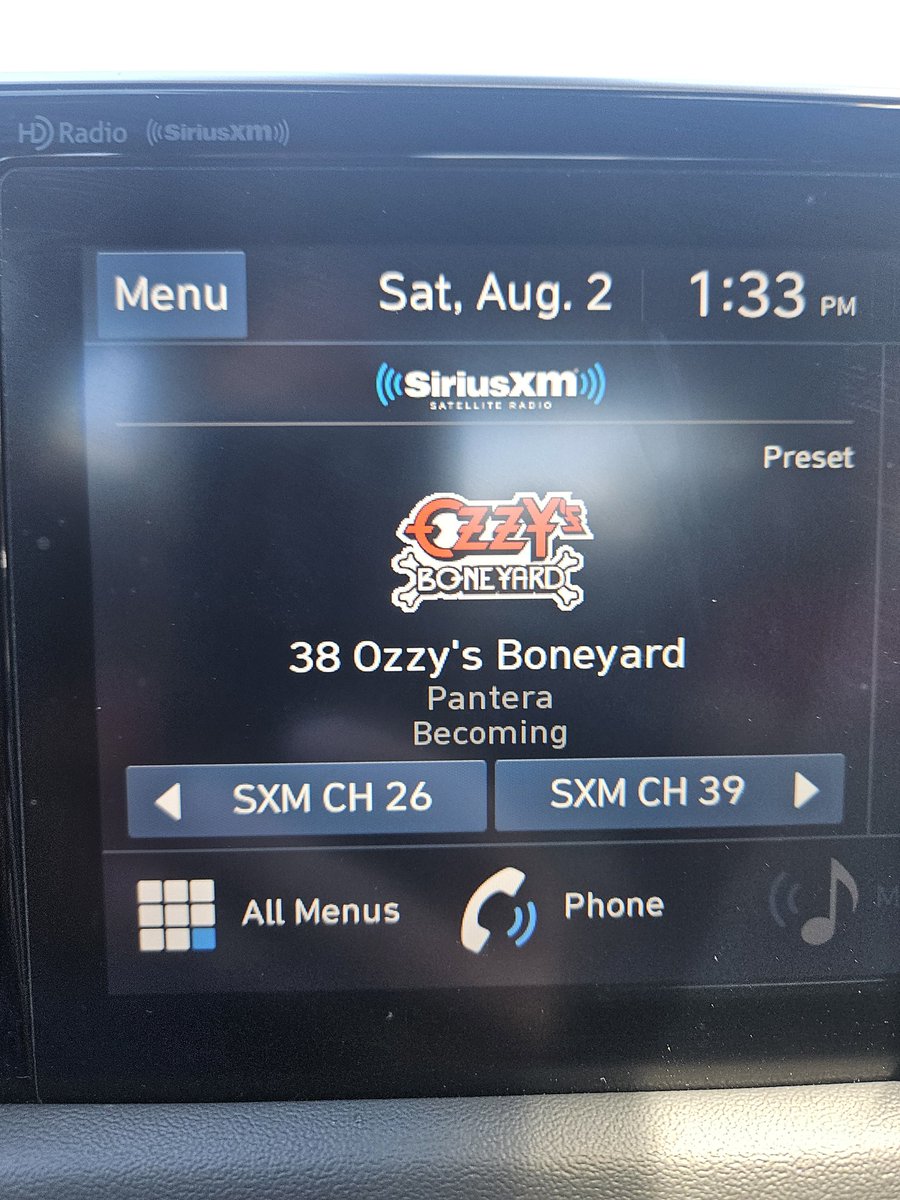 HD Radio SiriusXM
Menu Sat, Aug. 2 1:33 PM
SiriusXM
SATELLITE RADIO
Preset
OZZY's
BONEYARD
38 Ozzy's Boneyard
Pantera
Becoming
SXM CH 26 SXM CH 39
All Menus Phone M